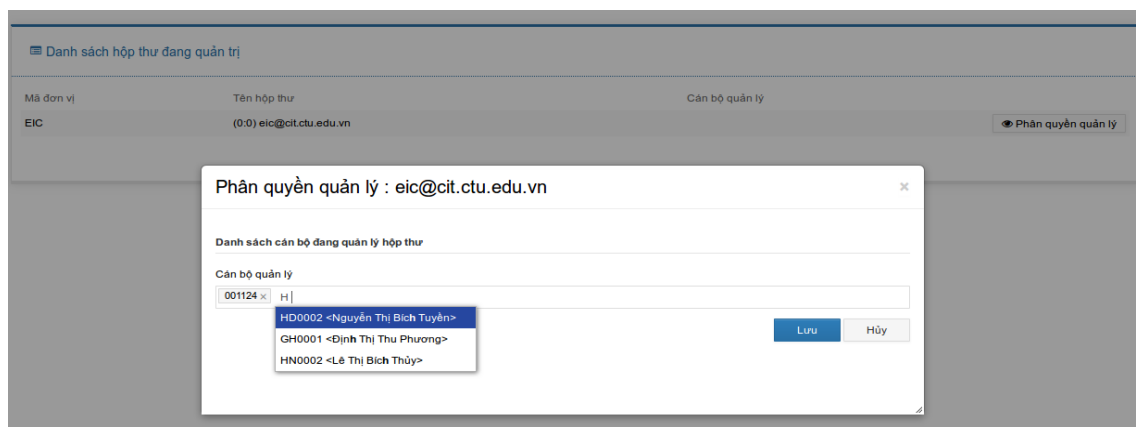 Danh sách hộp thư đang quản trị
Mã đơn vị Tên hộp thư Cán bộ quản lý
EIC (0:0) eic@cit.ctu.edu.vn Phân quyền quản lý
Phân quyền quản lý : eic@cit.ctu.edu.vn ×
Danh sách cán bộ đang quản lý hộp thư
Cán bộ quản lý
001124 × H
HD0002 <Nguyễn Thị Bích Tuyền>
GH0001 <Định Thị Thu Phương>
HN0002 <Lê Thị Bích Thủy>
Lưu Hủy